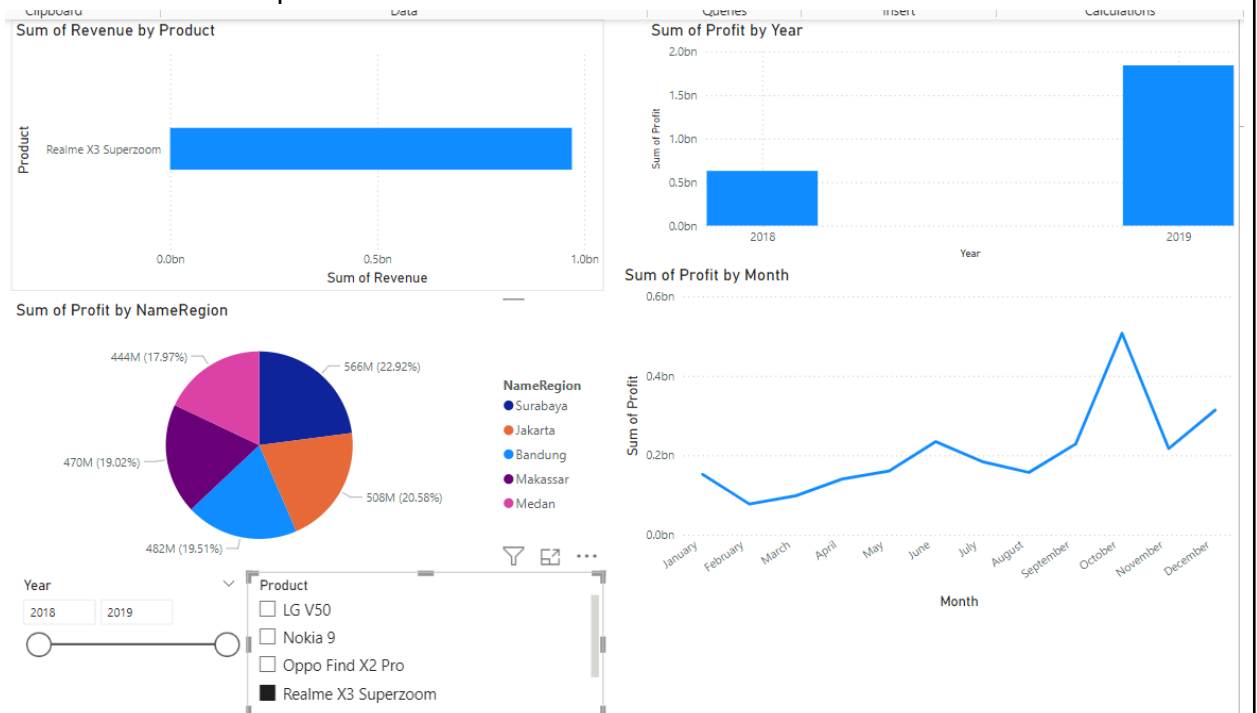 Clipboard Data Queries Insert Calculations
Sum of Revenue by Product
Product
Realme X3 Superzoom
0.0bn 0.5bn 1.0bn
Sum of Revenue
Sum of Profit by Year
Sum of Profit
2.0bn
1.5bn
1.0bn
0.5bn
0.0bn
2018 2019
Year
Sum of Profit by NameRegion
444M (17.97%)
566M (22.92%)
470M (19.02%)
508M (20.58%)
482M (19.51%)
NameRegion
Surabaya
Jakarta
Bandung
Makassar
Medan
Sum of Profit by Month
Sum of Profit
0.6bn
0.4bn
0.2bn
0.0bn
January February March April May June July August September October November December
Month
Year
2018 2019
Product
LG V50
Nokia 9
Oppo Find X2 Pro
Realme X3 Superzoom